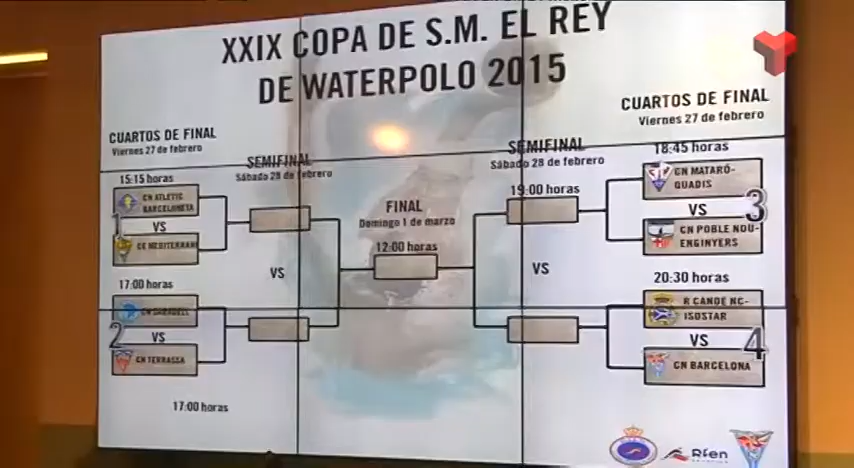 XXIX COPA DE S.M. EL REY
DE WATERPOLO 2015
CUARTOS DE FINAL
Viernes 27 de febrero
15:15 horas
CN ATLETIC
BARCELONETA
1
VS
CE MEDITERRANI
17:00 horas
CN SABADELL
2
VS
CN TERRASSA
17:00 horas
SEMIFINAL
Sábado 28 de febrero
VS
FINAL
Domingo 1 de marzo
12:00 horas
SEMIFINAL
Sábado 28 de febrero
19:00 horas
VS
CUARTOS DE FINAL
Viernes 27 de febrero
18:45 horas
CN MATARÓ-
QUADIS
VS
3
CN POBLE NOU-
ENGINYERS
20:30 horas
R CANOE NC-
ISOSTAR
VS
4
CN BARCELONA
Rfen